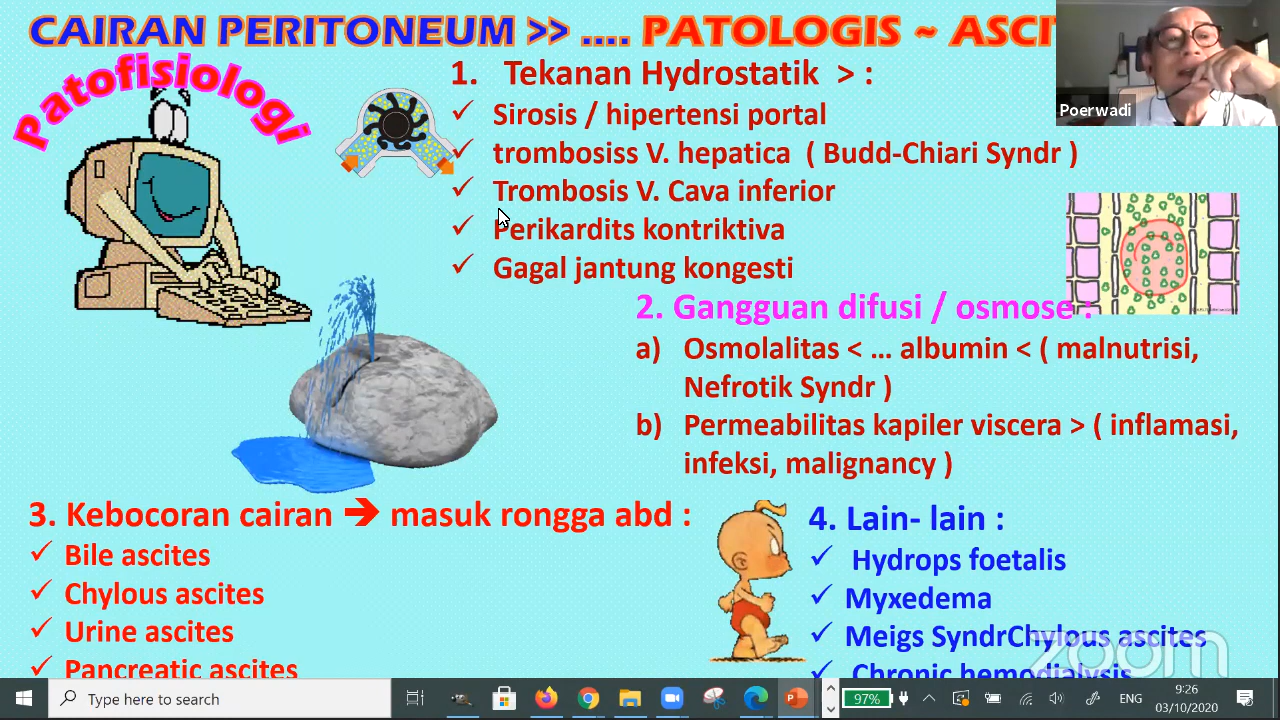 CAIRAN PERITONEUM >> .... PATOLOGIS ~ ASCI
Poerwadi
Patofisiologi
1. Tekanan Hydrostatik > :
✓ Sirosis / hipertensi portal
✓ trombosiss V. hepatica ( Budd-Chiari Syndr )
✓ Trombosis V. Cava inferior
✓ Perikardits kontriktiva
✓ Gagal jantung kongesti
2. Gangguan difusi / osmose :
a) Osmolalitas < ... albumin < ( malnutrisi,
Nefrotik Syndr )
b) Permeabilitas kapiler viscera > ( inflamasi,
infeksi, malignancy )
3. Kebocoran cairan ➔ masuk rongga abd :
✓ Bile ascites
✓ Chylous ascites
✓ Urine ascites
✓ Pancreatic ascites
4. Lain- lain :
✓ Hydrops foetalis
✓ Myxedema
✓ Meigs SyndrChylous ascites
✓ Chronic hemodialysis
zoom
Type here to search
97%
ENG
9:26
03/10/2020